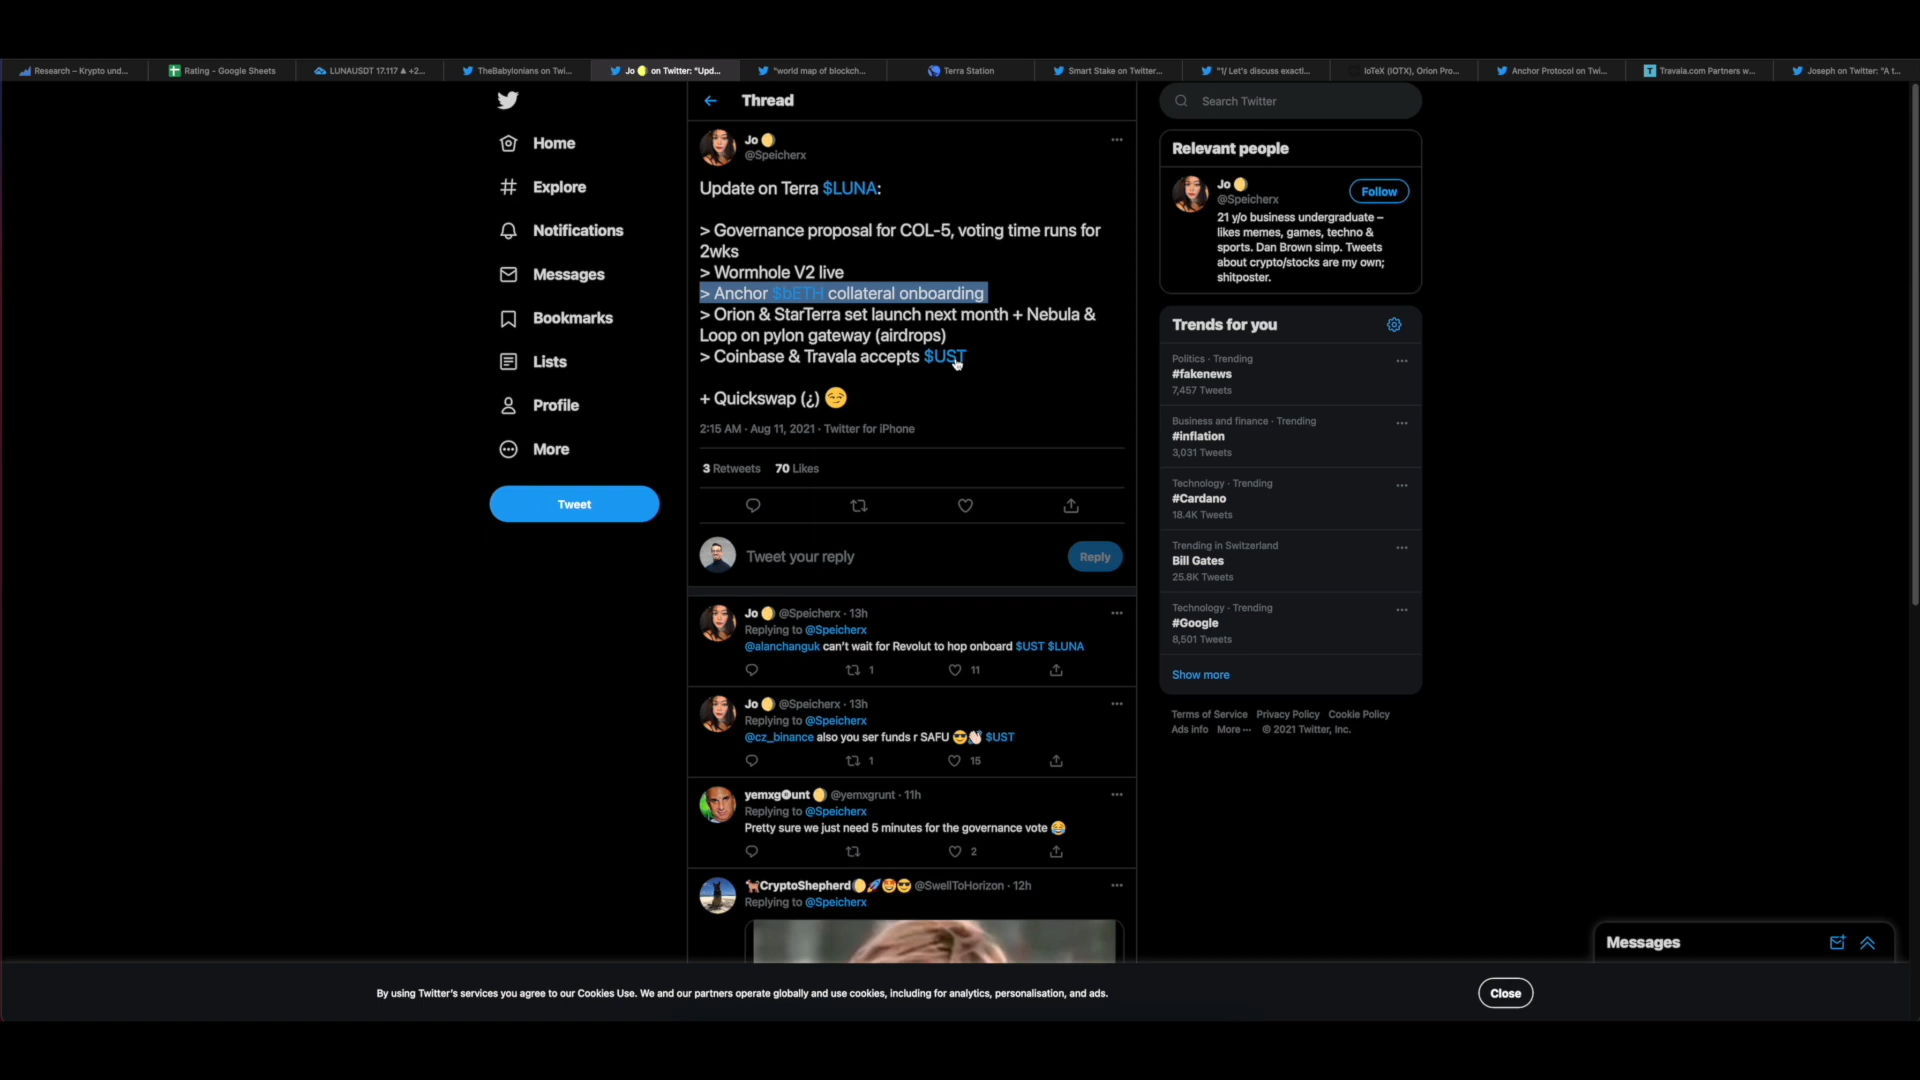 Research – Krypto und...
Rating - Google Sheets
LUNAUSDT 17.117 ▲ +2...
TheBabylonians on Twi...
Jo 🌖 on Twitter: "Upd...
"world map of blockch...
Terra Station
Smart Stake on Twitter...
"1/ Let's discuss exactl...
IoTeX (IOTX), Orion Pro...
Anchor Protocol on Twi...
Travala.com Partners w...
Joseph on Twitter: "A t...
Home
Explore
Notifications
Messages
Bookmarks
Lists
Profile
More
Tweet
Thread
Jo 🌖
@Speicherx
Update on Terra $LUNA:
> Governance proposal for COL-5, voting time runs for
2wks
> Wormhole V2 live
> Anchor $bETH collateral onboarding
> Orion & StarTerra set launch next month + Nebula &
Loop on pylon gateway (airdrops)
> Coinbase & Travala accepts $UST
+ Quickswap (¿) 😏
2:15 AM · Aug 11, 2021 · Twitter for iPhone
3 Retweets 70 Likes
Tweet your reply
Reply
Jo 🌖 @Speicherx · 13h
Replying to @Speicherx
@alanchanguk can't wait for Revolut to hop onboard $UST $LUNA
1 11
Jo 🌖 @Speicherx · 13h
Replying to @Speicherx
@cz_binance also you ser funds r SAFU 😎👏🏻 $UST
1 15
yemxg🌕unt 🌖 @yemxgrunt · 11h
Replying to @Speicherx
Pretty sure we just need 5 minutes for the governance vote 😂
2
🐕CryptoShepherd🌖🚀🤩😎 @SwellToHorizon · 12h
Replying to @Speicherx
Search Twitter
Relevant people
Jo 🌖
@Speicherx
Follow
21 y/o business undergraduate –
likes memes, games, techno &
sports. Dan Brown simp. Tweets
about crypto/stocks are my own;
shitposter.
Trends for you
Politics · Trending
#fakenews
7,457 Tweets
Business and finance · Trending
#inflation
3,031 Tweets
Technology · Trending
#Cardano
18.4K Tweets
Trending in Switzerland
Bill Gates
25.8K Tweets
Technology · Trending
#Google
8,501 Tweets
Show more
Terms of Service Privacy Policy Cookie Policy
Ads info More ··· © 2021 Twitter, Inc.
Messages
By using Twitter's services you agree to our Cookies Use. We and our partners operate globally and use cookies, including for analytics, personalisation, and ads.
Close